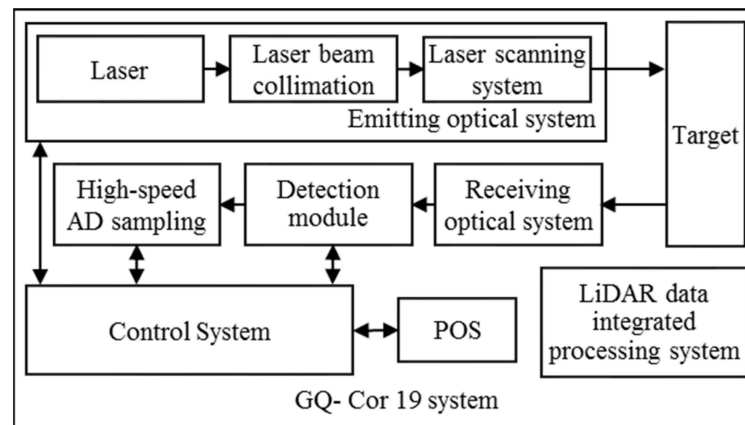 Laser
Laser beam
collimation
Laser scanning
system
Emitting optical system
Target
High-speed
AD sampling
Detection
module
Receiving
optical system
Control System
POS
LiDAR data
integrated
processing system
GQ- Cor 19 system